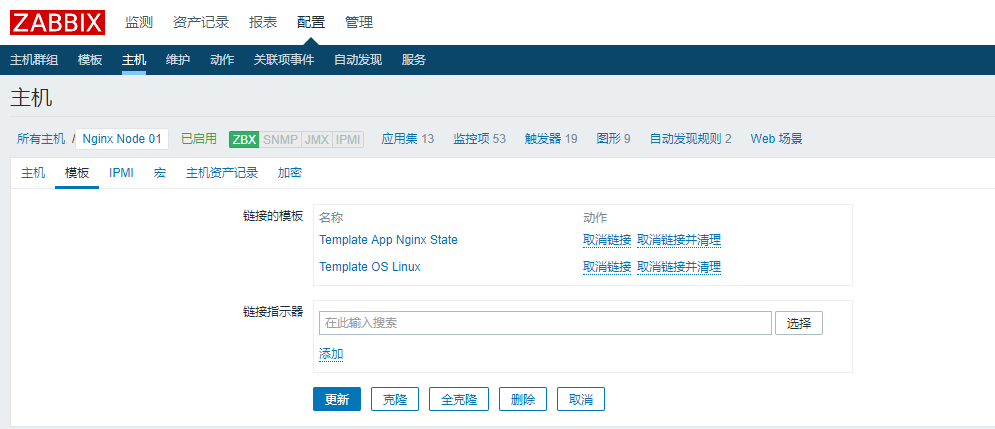 ZABBIX 监测 资产记录 报表 配置 管理
主机群组 模板 主机 维护 动作 关联项事件 自动发现 服务
主机
所有主机 / Nginx Node 01 已启用 ZBX SNMP JMX IPMI 应用集 13 监控项 53 触发器 19 图形 9 自动发现规则 2 Web 场景
主机 模板 IPMI 宏 主机资产记录 加密
链接的模板 名称 动作
Template App Nginx State 取消链接 取消链接并清理
Template OS Linux 取消链接 取消链接并清理
链接指示器
在此输入搜索 选择
添加
更新 克隆 全克隆 删除 取消